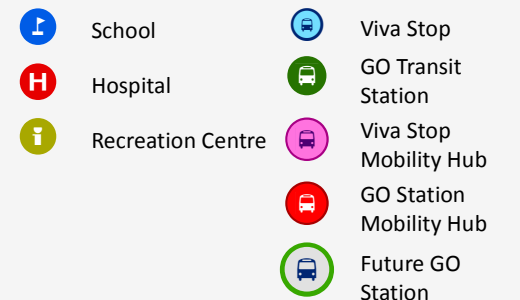 School
Hospital
H
Recreation Centre
Viva Stop
GO Transit
Station
Viva Stop
Mobility Hub
GO Station
Mobility Hub
Future GO
Station